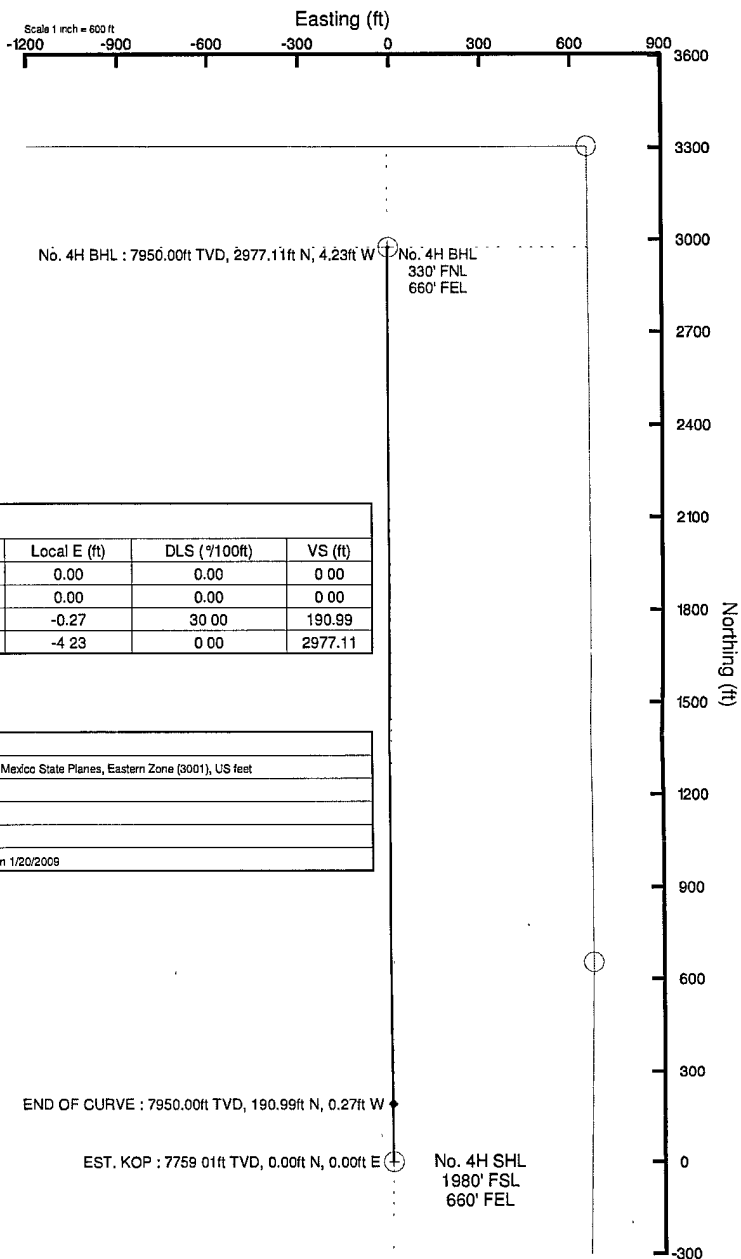 Easting (ft)
Scale 1 inch = 600 ft
-1200 -900 -600 -300 0 300 600 900
3600
3300
3000
No. 4H BHL : 7950.00ft TVD, 2977.11ft N, 4.23ft W
No. 4H BHL
330' FNL
660' FEL
2700
2400
2100
Local E (ft) DLS (°/100ft) VS (ft)
0.00 0.00 0 00
0.00 0.00 0 00
-0.27 30 00 190.99
-4 23 0 00 2977.11
1800
Northing (ft)
1500
Mexico State Planes, Eastern Zone (3001), US feet
1200
n 1/20/2009
900
600
300
END OF CURVE : 7950.00ft TVD, 190.99ft N, 0.27ft W
EST. KOP : 7759 01ft TVD, 0.00ft N, 0.00ft E
No. 4H SHL
1980' FSL
660' FEL
0
-300